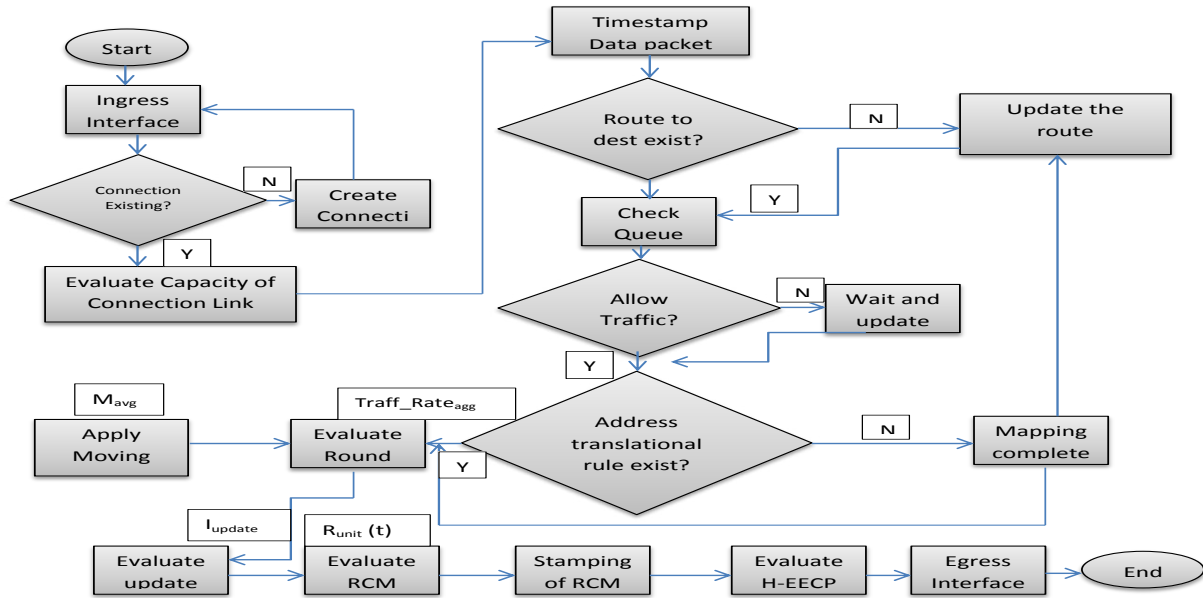 Start
Ingress
Interface
Connection
Existing?
N
Create
Connecti
Y
Evaluate Capacity of
Connection Link
Timestamp
Data packet
Route to
dest exist?
N
Update the
route
Y
Check
Queue
Allow
Traffic?
N
Wait and
update
Y
Address
translational
rule exist?
N
Mapping
complete
Y
Traff_Rateagg
Evaluate
Round
Mavg
Apply
Moving
Iupdate
Evaluate
update
Runit (t)
Evaluate
RCM
Stamping
of RCM
Evaluate
H-EECP
Egress
Interface
End